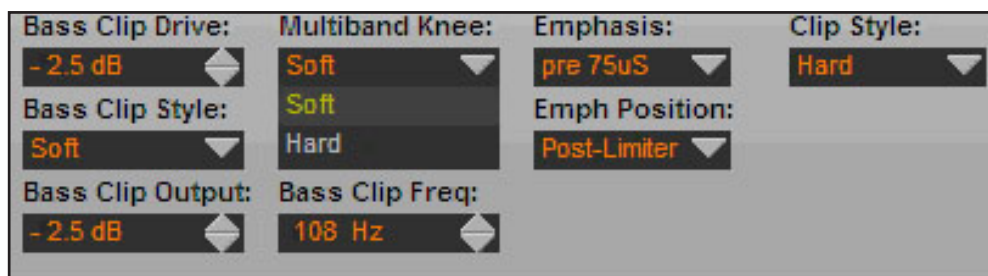 Bass Clip Drive: Multiband Knee: Emphasis: Clip Style:
- 2.5 dB Soft pre 75uS Hard
Bass Clip Style: Soft Emph Position:
Soft Hard Post-Limiter
Bass Clip Output: Bass Clip Freq:
- 2.5 dB 108 Hz